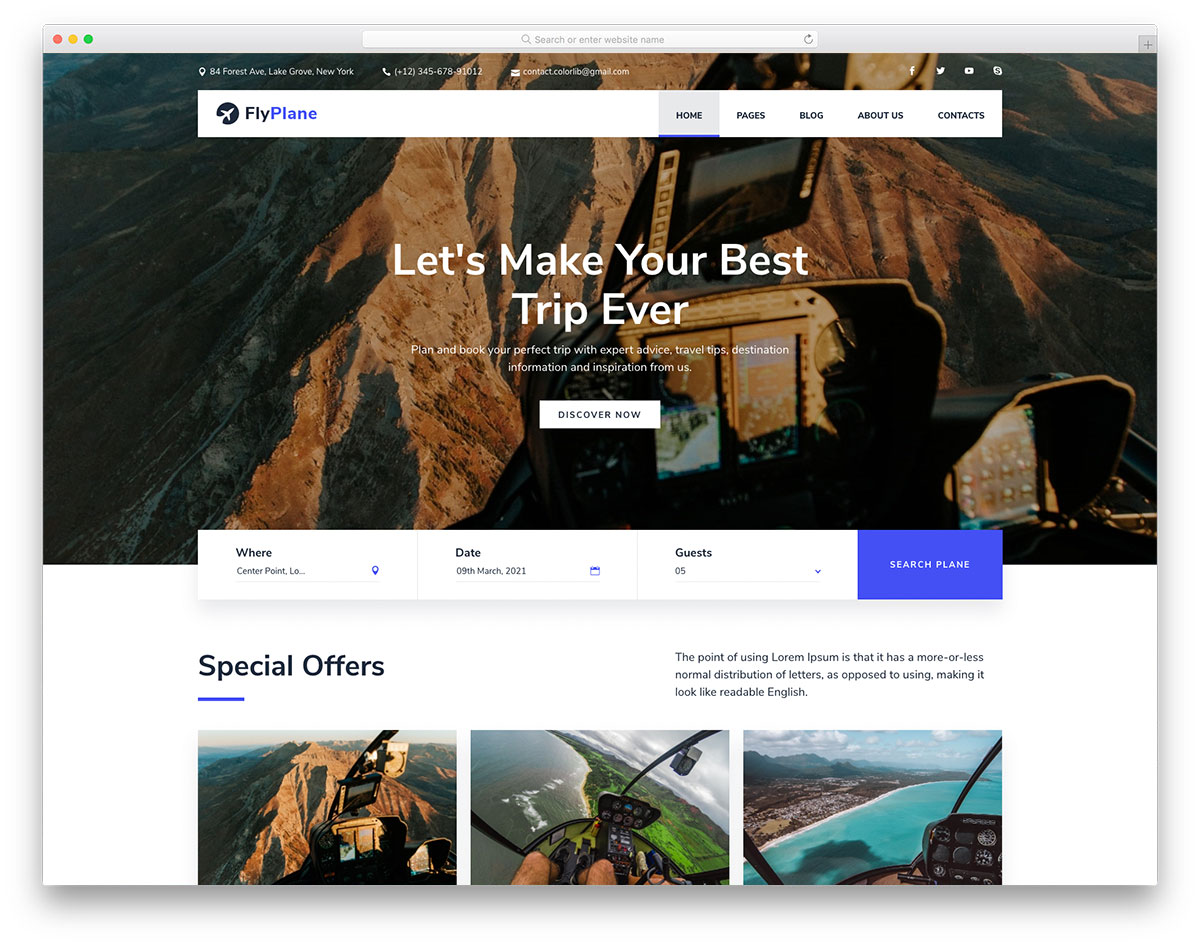 Search or enter website name
84 Forest Ave, Lake Grove, New York
(+12) 345-678-91012
contact.colorlib@gmail.com
FlyPlane
HOME
PAGES
BLOG
ABOUT US
CONTACTS
Let's Make Your Best
Trip Ever
Plan and book your perfect trip with expert advice, travel tips, destination
information and inspiration from us.
DISCOVER NOW
Where
Center Point, Lo...
Date
09th March, 2021
Guests
05
SEARCH PLANE
Special Offers
The point of using Lorem Ipsum is that it has a more-or-less
normal distribution of letters, as opposed to using, making it
look like readable English.